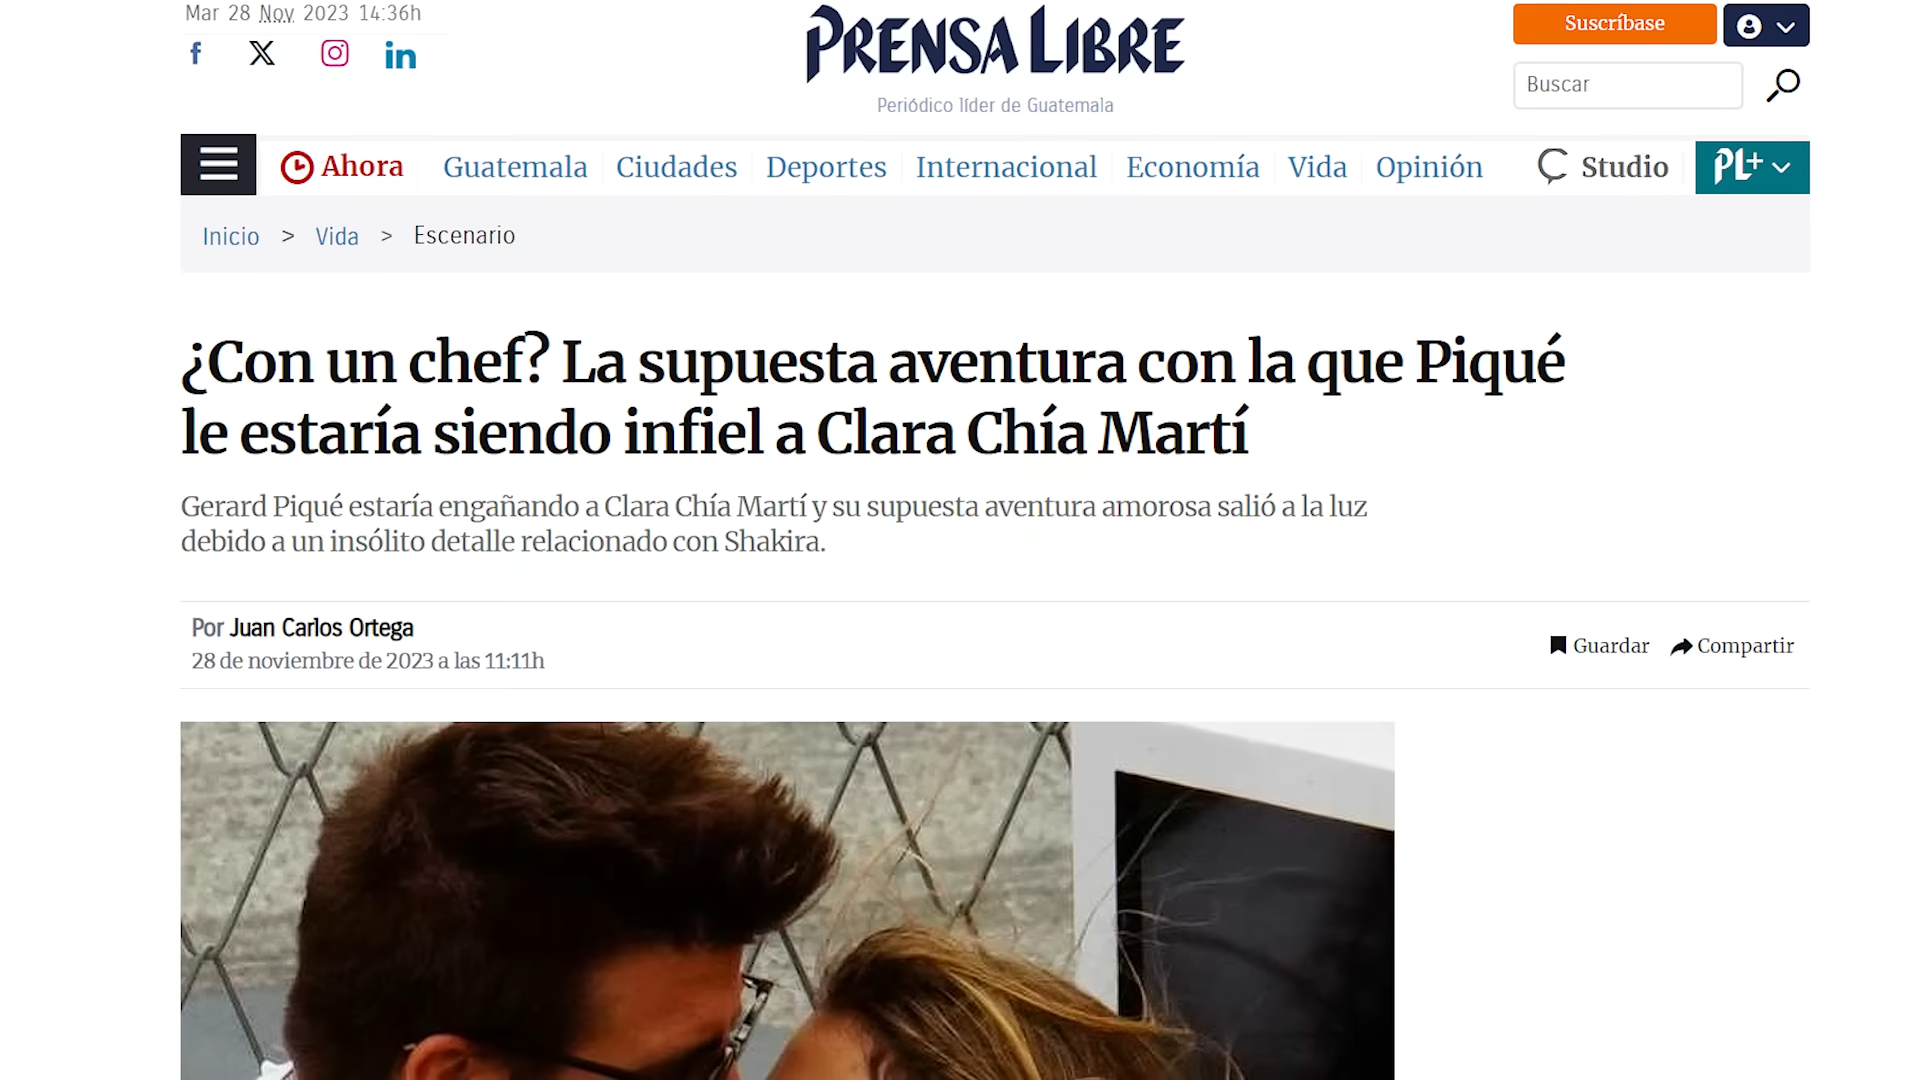 Mar 28 Nov 2023 14:36h
PRENSA LIBRE
Periódico líder de Guatemala
Suscríbase
Buscar
Ahora Guatemala Ciudades Deportes Internacional Economía Vida Opinión Studio PL+
Inicio > Vida > Escenario
¿Con un chef? La supuesta aventura con la que Piqué
le estaría siendo infiel a Clara Chía Martí
Gerard Piqué estaría engañando a Clara Chía Martí y su supuesta aventura amorosa salió a la luz
debido a un insólito detalle relacionado con Shakira.
Por Juan Carlos Ortega
28 de noviembre de 2023 a las 11:11h
Guardar Compartir